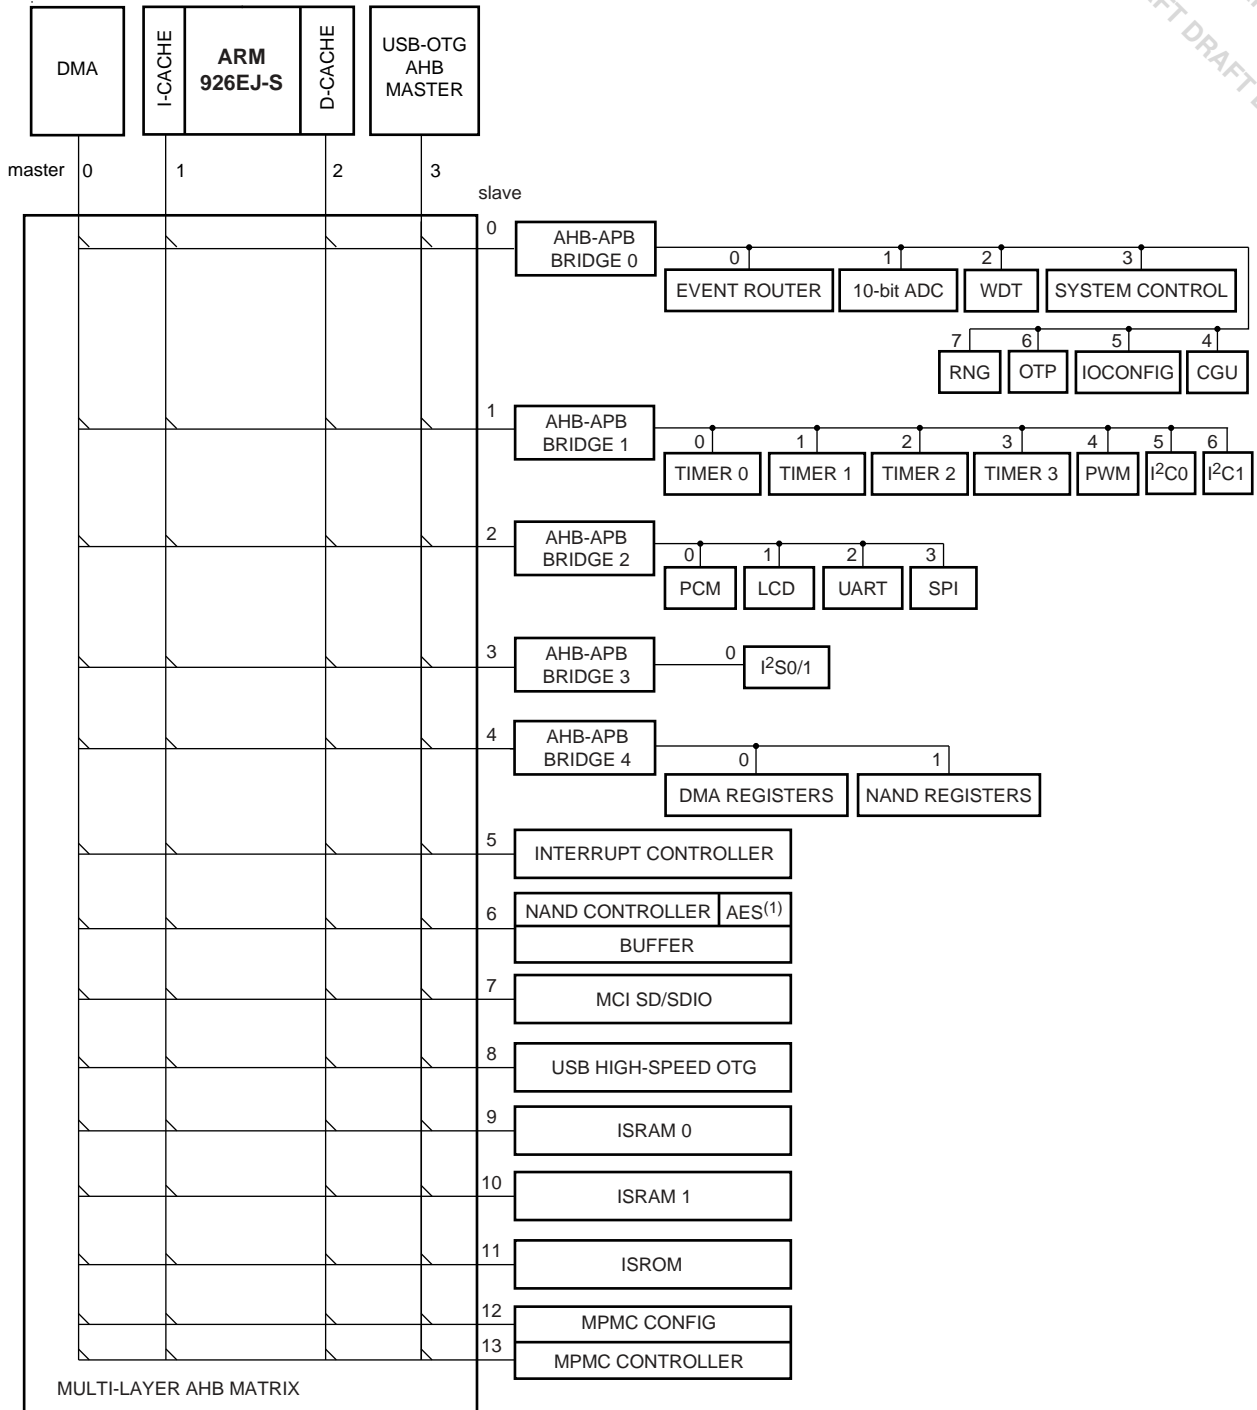 DRAFT DRAFT
DMA
I-CACHE
ARM
926EJ-S
D-CACHE
USB-OTG
AHB
MASTER
master 0 1 2 3
slave
0 AHB-APB
BRIDGE 0
0 1 2 3
EVENT ROUTER 10-bit ADC WDT SYSTEM CONTROL
7 6 5 4
RNG OTP IOCONFIG CGU
1 AHB-APB
BRIDGE 1
0 1 2 3 4 5 6
TIMER 0 TIMER 1 TIMER 2 TIMER 3 PWM I²C0 I²C1
2 AHB-APB
BRIDGE 2
0 1 2 3
PCM LCD UART SPI
3 AHB-APB
BRIDGE 3
0 I²S0/1
4 AHB-APB
BRIDGE 4
0 1
DMA REGISTERS NAND REGISTERS
5 INTERRUPT CONTROLLER
6 NAND CONTROLLER AES(1)
BUFFER
7 MCI SD/SDIO
8 USB HIGH-SPEED OTG
9 ISRAM 0
10 ISRAM 1
11 ISROM
12 MPMC CONFIG
13 MPMC CONTROLLER
MULTI-LAYER AHB MATRIX